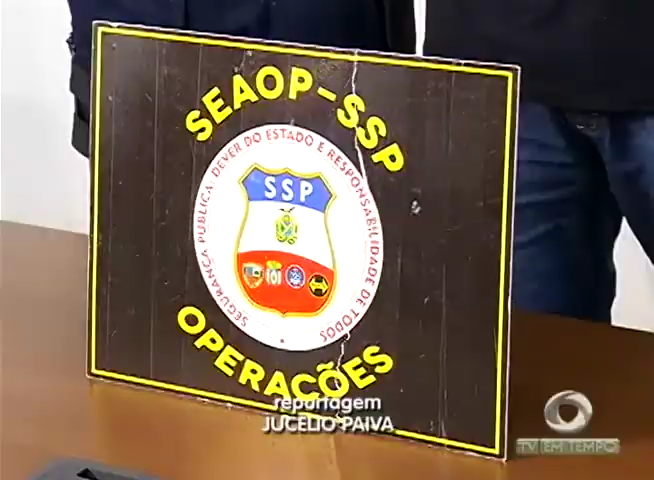 SEAOP-SSP
SEGURANÇA PÚBLICA: DEVER DO ESTADO E RESPONSABILIDADE DE TODOS
SSP
OPERAÇÕES
reportagem
JUCÉLIO PAIVA
TV EM TEMPO